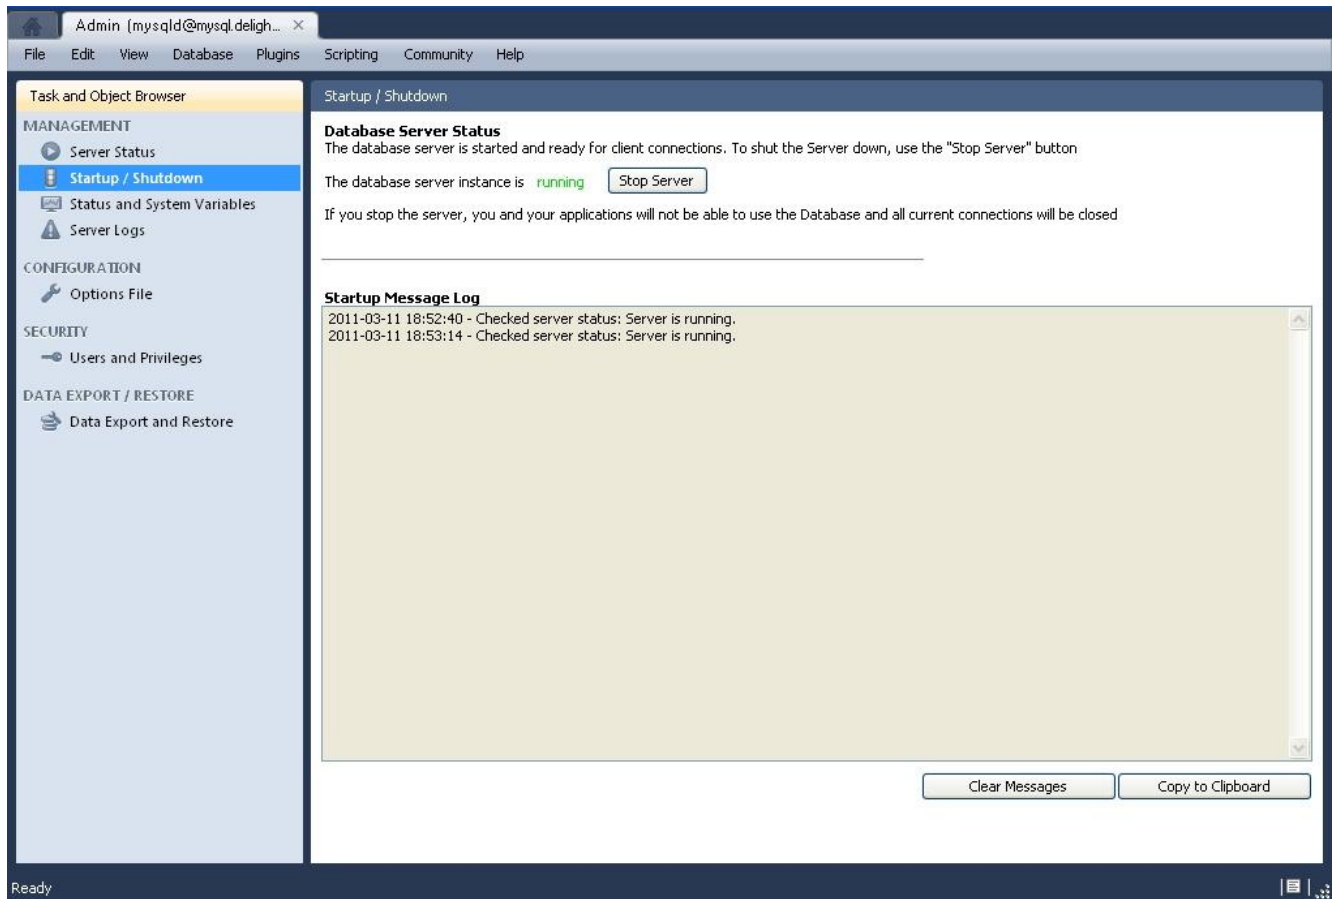 Admin (mysqld@mysql.deligh...
File Edit View Database Plugins Scripting Community Help
Task and Object Browser
MANAGEMENT
Server Status
Startup / Shutdown
Status and System Variables
Server Logs
CONFIGURATION
Options File
SECURITY
Users and Privileges
DATA EXPORT / RESTORE
Data Export and Restore
Startup / Shutdown
Database Server Status
The database server is started and ready for client connections. To shut the Server down, use the "Stop Server" button
The database server instance is running Stop Server
If you stop the server, you and your applications will not be able to use the Database and all current connections will be closed
Startup Message Log
2011-03-11 18:52:40 - Checked server status: Server is running.
2011-03-11 18:53:14 - Checked server status: Server is running.
Clear Messages Copy to Clipboard
Ready